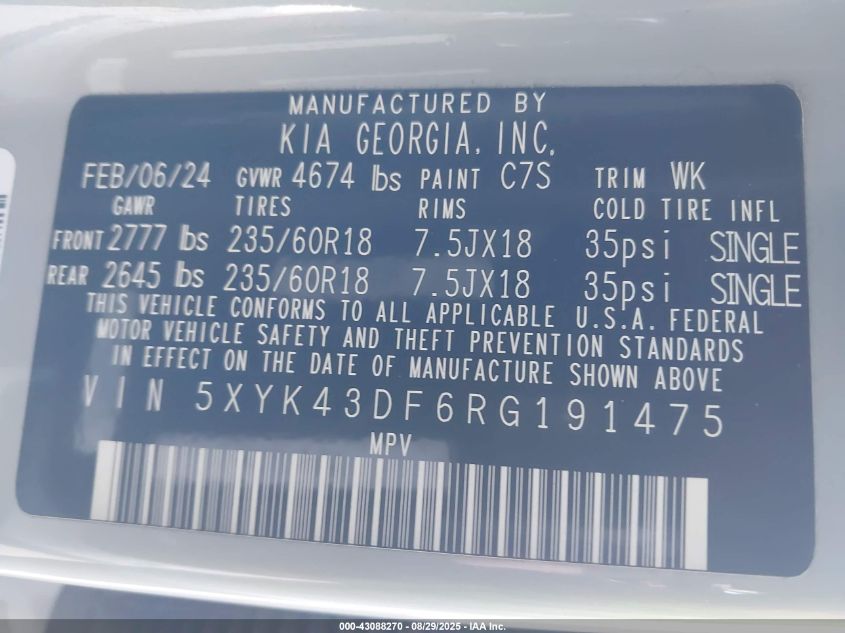 MANUFACTURED BY
KIA GEORGIA, INC.
FEB/06/24 GVWR 4674 lbs PAINT C7S TRIM WK
GAWR TIRES RIMS COLD TIRE INFL
FRONT 2777 lbs 235/60R18 7.5JX18 35psi SINGLE
REAR 2645 lbs 235/60R18 7.5JX18 35psi SINGLE
THIS VEHICLE CONFORMS TO ALL APPLICABLE U.S.A. FEDERAL
MOTOR VEHICLE SAFETY AND THEFT PREVENTION STANDARDS
IN EFFECT ON THE DATE OF MANUFACTURE SHOWN ABOVE
VIN 5XYK43DF6RG191475
MPV
000-43088270 - 08/29/2025 - IAA Inc.